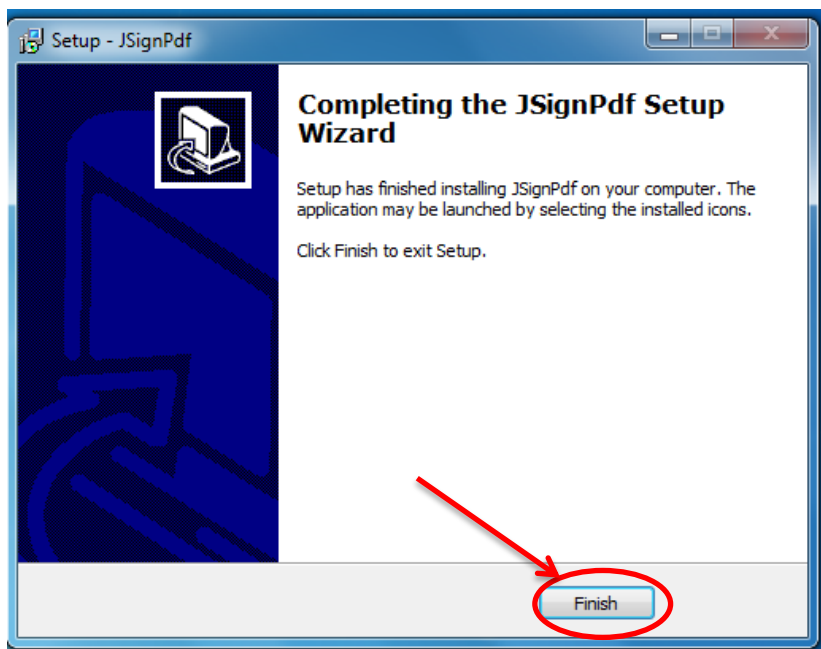 Setup - JSignPdf
Completing the JSignPdf Setup
Wizard
Setup has finished installing JSignPdf on your computer. The
application may be launched by selecting the installed icons.
Click Finish to exit Setup.
Finish